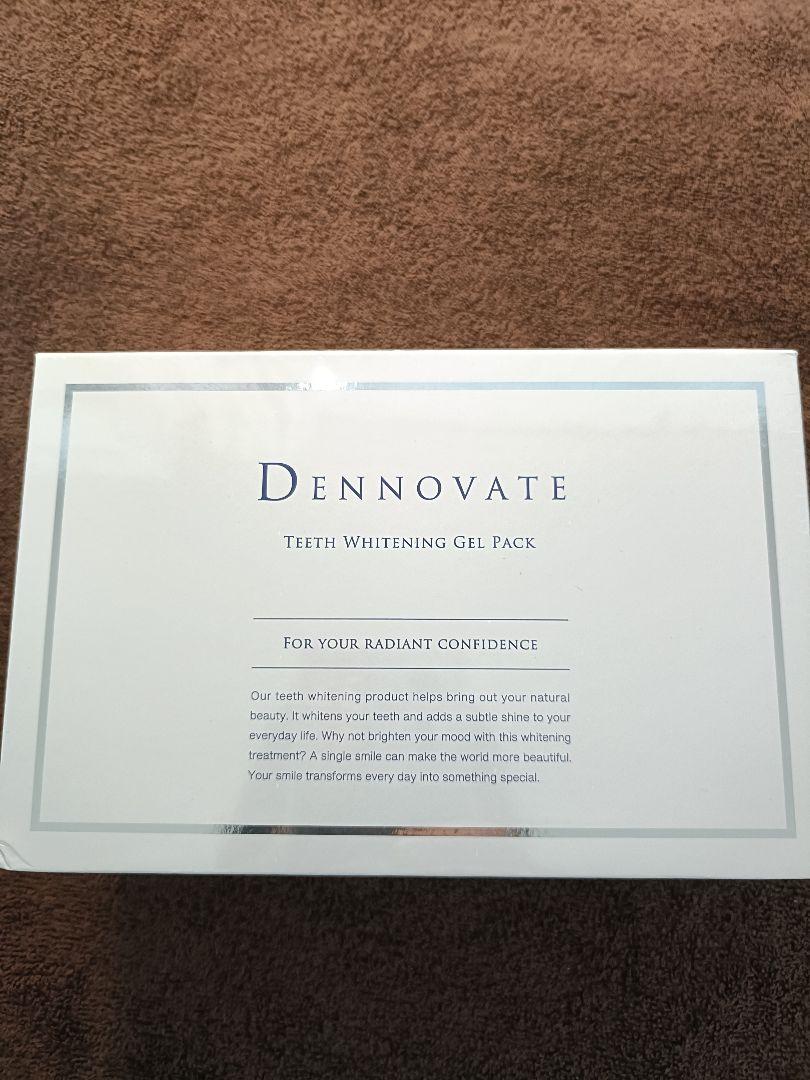 DENNOVATE
TEETH WHITENING GEL PACK
FOR YOUR RADIANT CONFIDENCE
Our teeth whitening product helps bring out your natural
beauty. It whitens your teeth and adds a subtle shine to your
everyday life. Why not brighten your mood with this whitening
treatment? A single smile can make the world more beautiful.
Your smile transforms every day into something special.